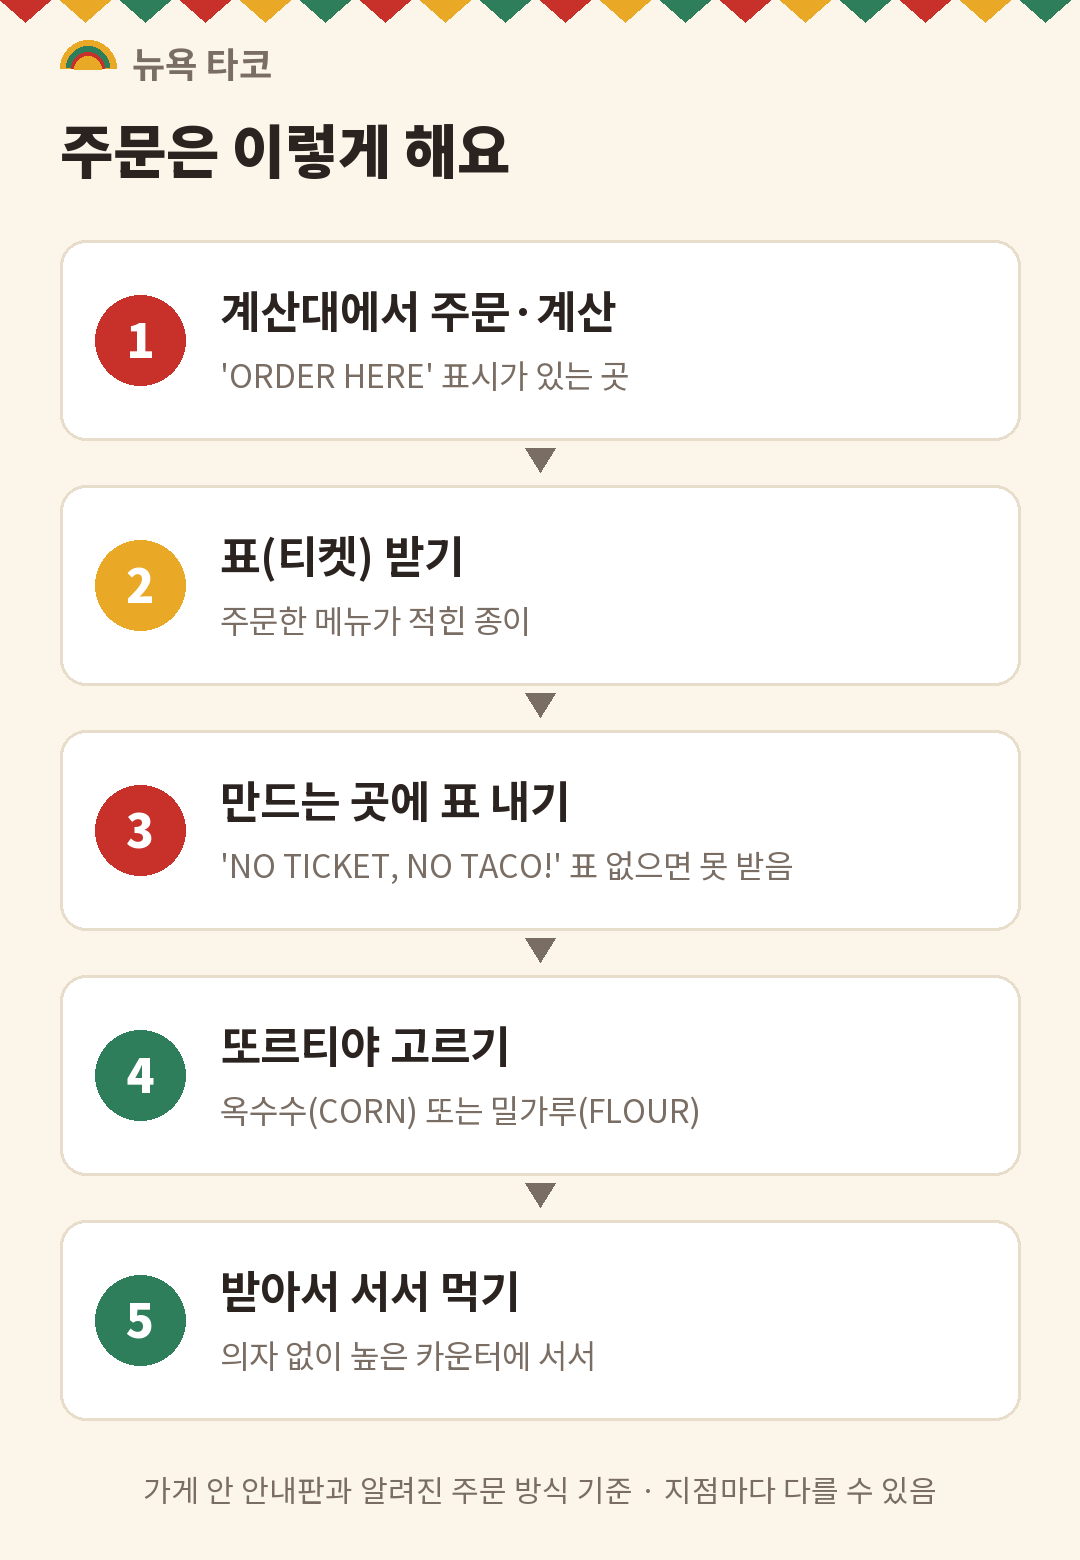 뉴욕 타코
주문은 이렇게 해요
1
계산대에서 주문·계산
'ORDER HERE' 표시가 있는 곳
2
표(티켓) 받기
주문한 메뉴가 적힌 종이
3
만드는 곳에 표 내기
'NO TICKET, NO TACO!' 표 없으면 못 받음
4
또르티야 고르기
옥수수(CORN) 또는 밀가루(FLOUR)
5
받아서 서서 먹기
의자 없이 높은 카운터에 서서
가게 안 안내판과 알려진 주문 방식 기준 · 지점마다 다를 수 있음